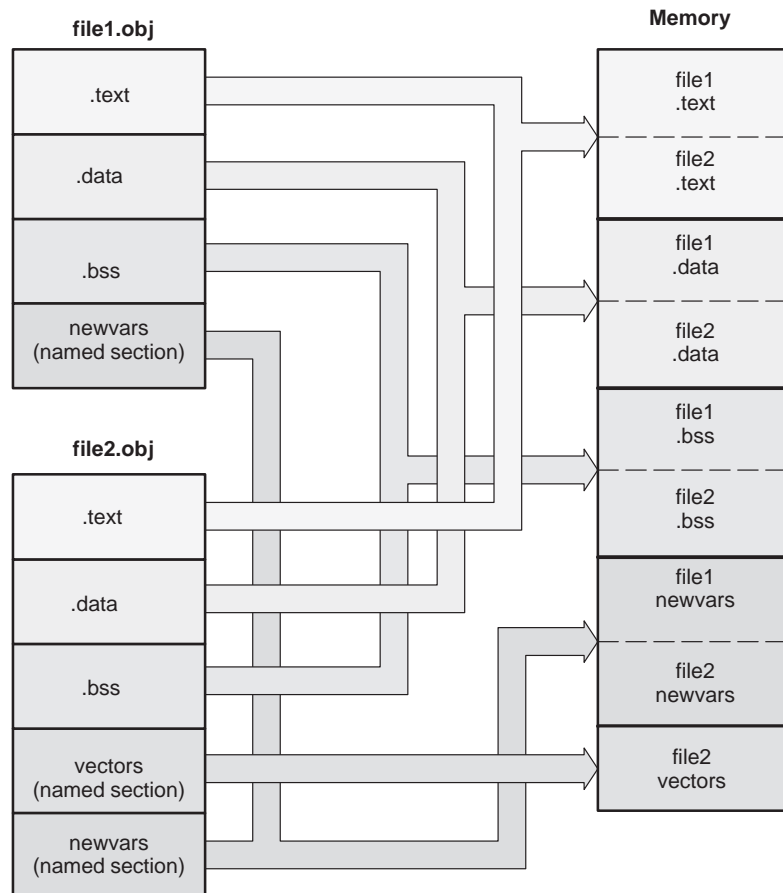 file1.obj
.text
.data
.bss
newvars
(named section)
file2.obj
.text
.data
.bss
vectors
(named section)
newvars
(named section)
Memory
file1
.text
file2
.text
file1
.data
file2
.data
file1
.bss
file2
.bss
file1
newvars
file2
newvars
file2
vectors